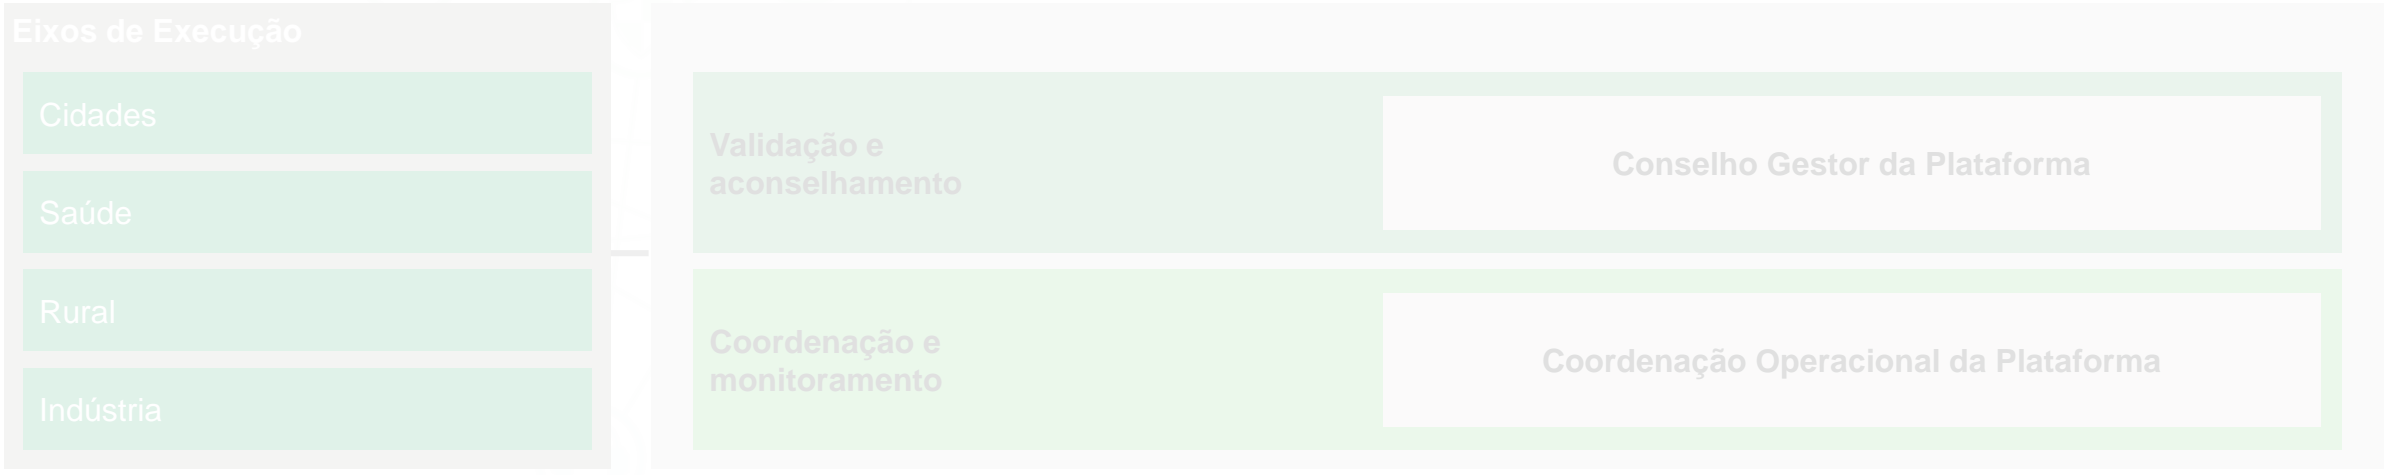 Eixos de Execução
Cidades
Saúde
Rural
Indústria
Validação e
aconselhamento
Conselho Gestor da Plataforma
Coordenação e
monitoramento
Coordenação Operacional da Plataforma